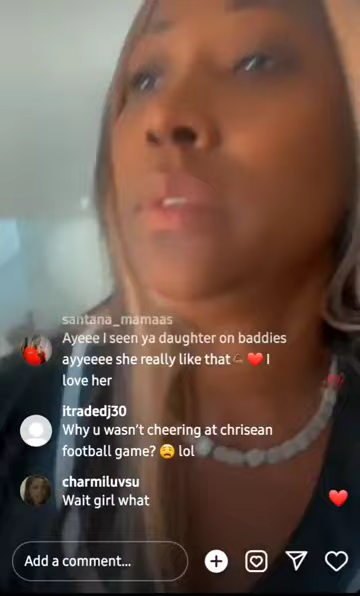 santana_mamaas
Ayeee I seen ya daughter on baddies
ayyeeee she really like that💪🏾❤️ I
love her
itradedj30
Why u wasn't cheering at chrisean
football game? 😩 lol
charmiluvsu
Wait girl what
Add a comment...